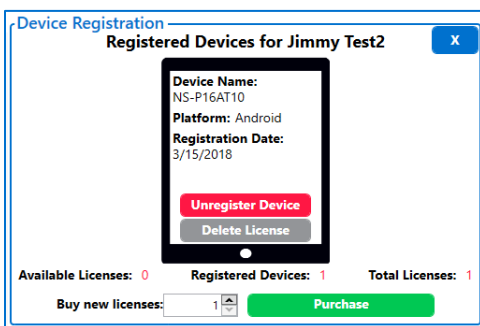 Device Registration
Registered Devices for Jimmy Test2
X
Device Name:
NS-P16AT10
Platform: Android
Registration Date:
3/15/2018
Unregister Device
Delete License
Available Licenses: 0 Registered Devices: 1 Total Licenses: 1
Buy new licenses: 1 Purchase